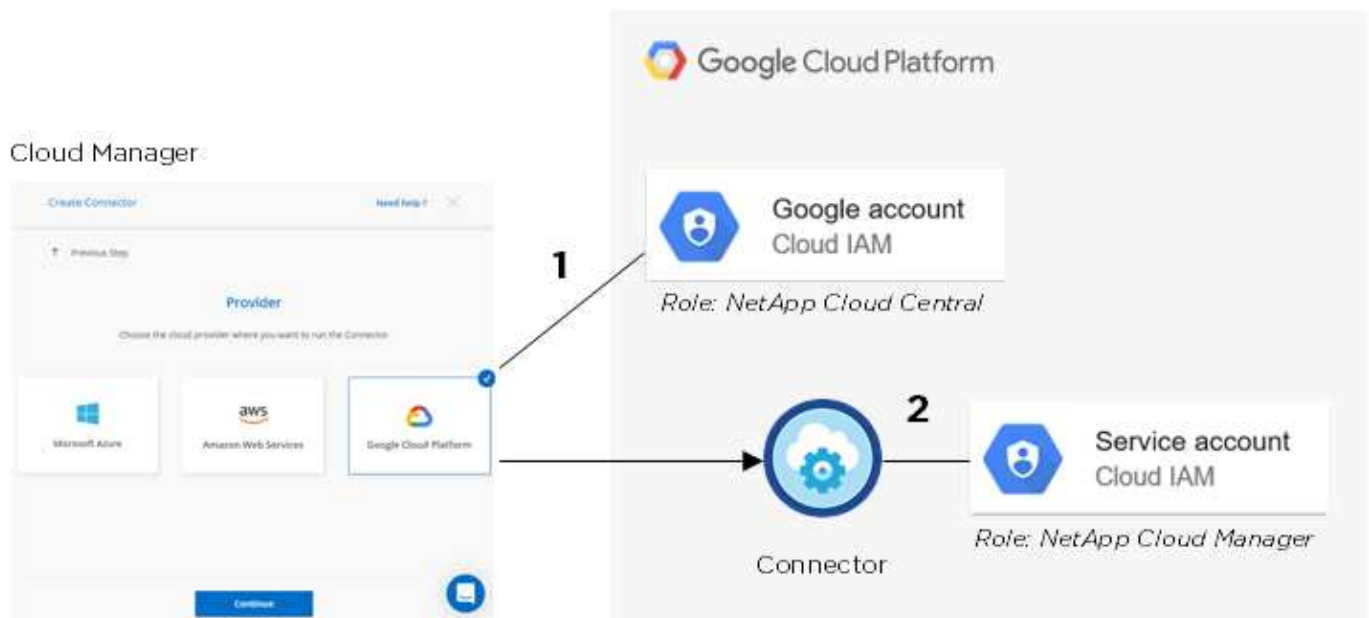 Google Cloud Platform
Cloud Manager
Create Connector
Need help ?
Previous Step
Provider
Choose the cloud provider where you want to run the Connector
Microsoft Azure
aws
Amazon Web Services
Google Cloud Platform
Continue
1
Google account
Cloud IAM
Role: NetApp Cloud Central
2
Connector
Service account
Cloud IAM
Role: NetApp Cloud Manager